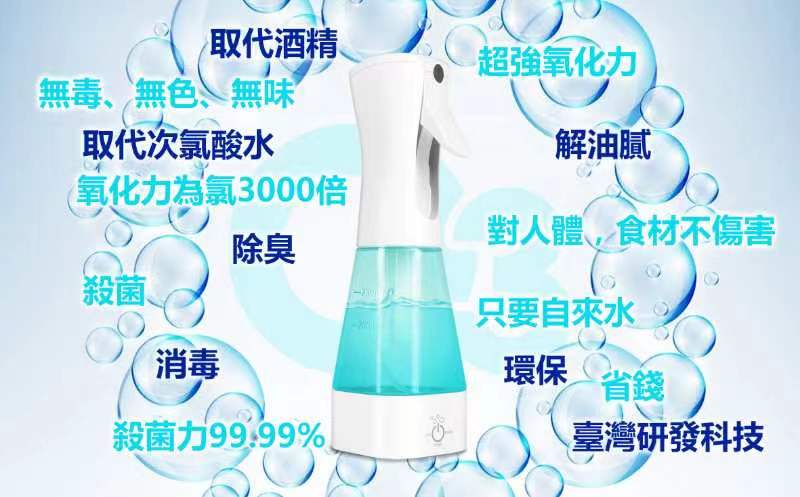 取代酒精
超強氧化力
無毒、無色、無味
取代次氯酸水
解油膩
氧化力為氯3000倍
對人體，食材不傷害
除臭
殺菌
只要自來水
消毒
環保
省錢
殺菌力99.99%
臺灣研發科技